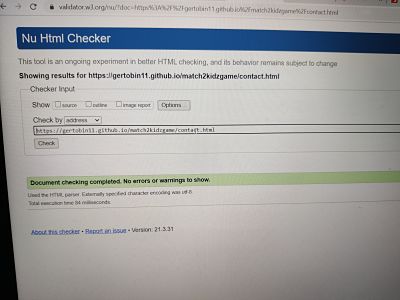 validator.w3.org/nu/?doc=https%3A%2F%2Fgertobin11.github.io%2Fmatch2kidzgame%2Fcontact.html
Nu Html Checker
This tool is an ongoing experiment in better HTML checking, and its behavior remains subject to change
Showing results for https://gertobin11.github.io/match2kidzgame/contact.html
Checker Input
Show source outline image report Options...
Check by address
https://gertobin11.github.io/match2kidzgame/contact.html
Check
Document checking completed. No errors or warnings to show.
Used the HTML parser. Externally specified character encoding was utf-8.
Total execution time 94 milliseconds.
About this checker • Report an issue • Version: 21.3.31